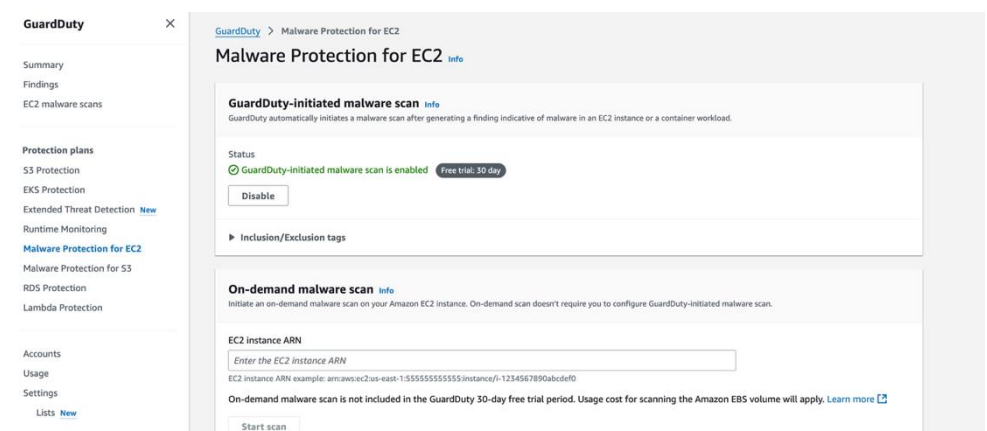 GuardDuty
Summary
Findings
EC2 malware scans
Protection plans
S3 Protection
EKS Protection
Extended Threat Detection New
Runtime Monitoring
Malware Protection for EC2
Malware Protection for S3
RDS Protection
Lambda Protection
Accounts
Usage
Settings
Lists New
GuardDuty > Malware Protection for EC2
Malware Protection for EC2 Info
GuardDuty-initiated malware scan Info
GuardDuty automatically initiates a malware scan after generating a finding indicative of malware in an EC2 instance or a container workload.
Status
GuardDuty-initiated malware scan is enabled Free trial: 30 day
Disable
Inclusion/Exclusion tags
On-demand malware scan Info
Initiate an on-demand malware scan on your Amazon EC2 instance. On-demand scan doesn't require you to configure GuardDuty-initiated malware scan.
EC2 instance ARN
Enter the EC2 instance ARN
EC2 instance ARN example: arn:aws:ec2:us-east-1:555555555555:instance/i-1234567890abcdef0
On-demand malware scan is not included in the GuardDuty 30-day free trial period. Usage cost for scanning the Amazon EBS volume will apply. Learn more
Start scan